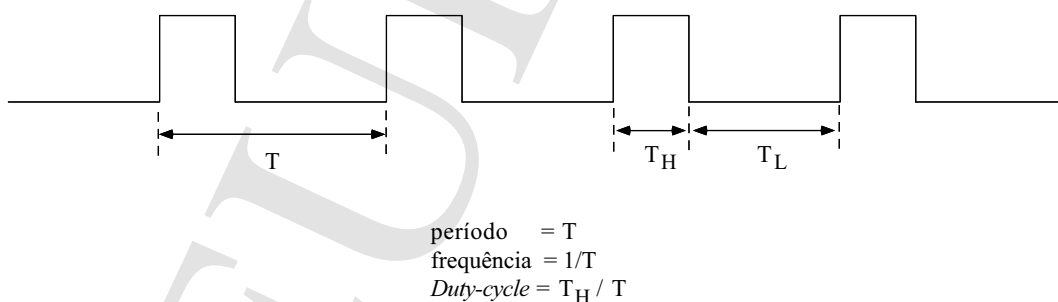 T
T_H
T_L
período = T
frequência = 1/T
Duty-cycle = T_H / T